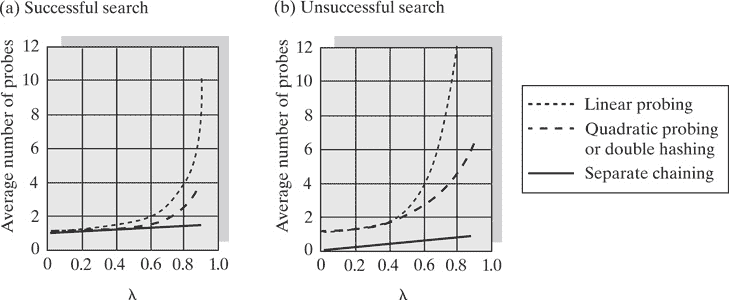 (a) Successful search
Average number of probes
12
10
8
6
4
2
0
0
0.2
0.4
0.6
0.8
1.0
λ
(b) Unsuccessful search
Average number of probes
12
10
8
6
4
2
0
0
0.2
0.4
0.6
0.8
1.0
λ
Linear probing
Quadratic probing
or double hashing
Separate chaining